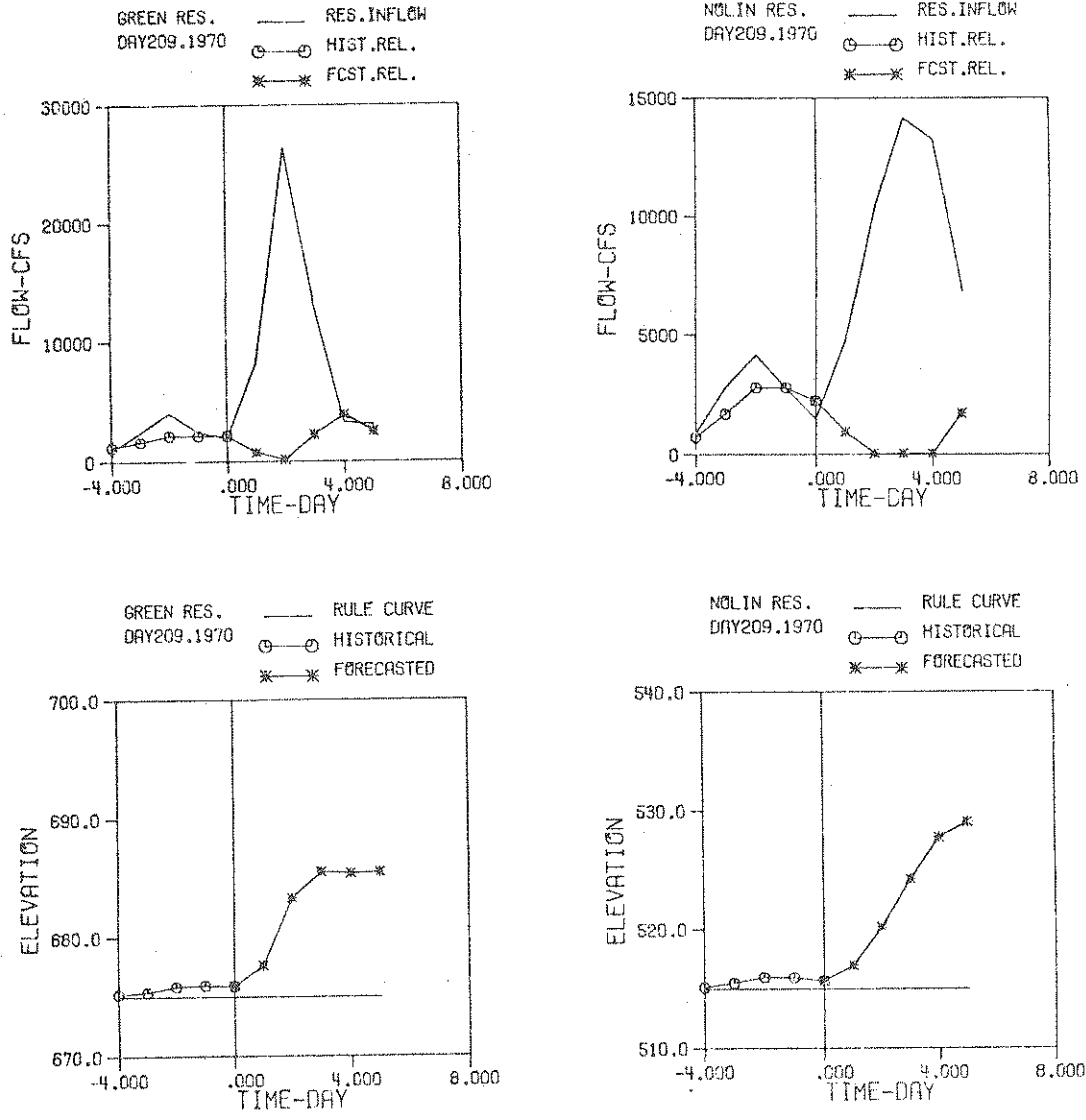 GREEN RES.
DAY209.1970
RES.INFLOW
HIST.REL.
FCST.REL.
30000
20000
10000
0
FLOW-CFS
-4.000
.000
4.000
8.000
TIME-DAY
NOLIN RES.
DAY209.1970
RES.INFLOW
HIST.REL.
FCST.REL.
15000
10000
5000
0
FLOW-CFS
-4.000
.000
4.000
8.000
TIME-DAY
GREEN RES.
DAY209.1970
RULE CURVE
HISTORICAL
FORECASTED
700.0
690.0
680.0
670.0
ELEVATION
-4.000
.000
4.000
8.000
TIME-DAY
NOLIN RES.
DAY209.1970
RULE CURVE
HISTORICAL
FORECASTED
540.0
530.0
520.0
510.0
ELEVATION
-4.000
.000
4.000
8.000
TIME-DAY